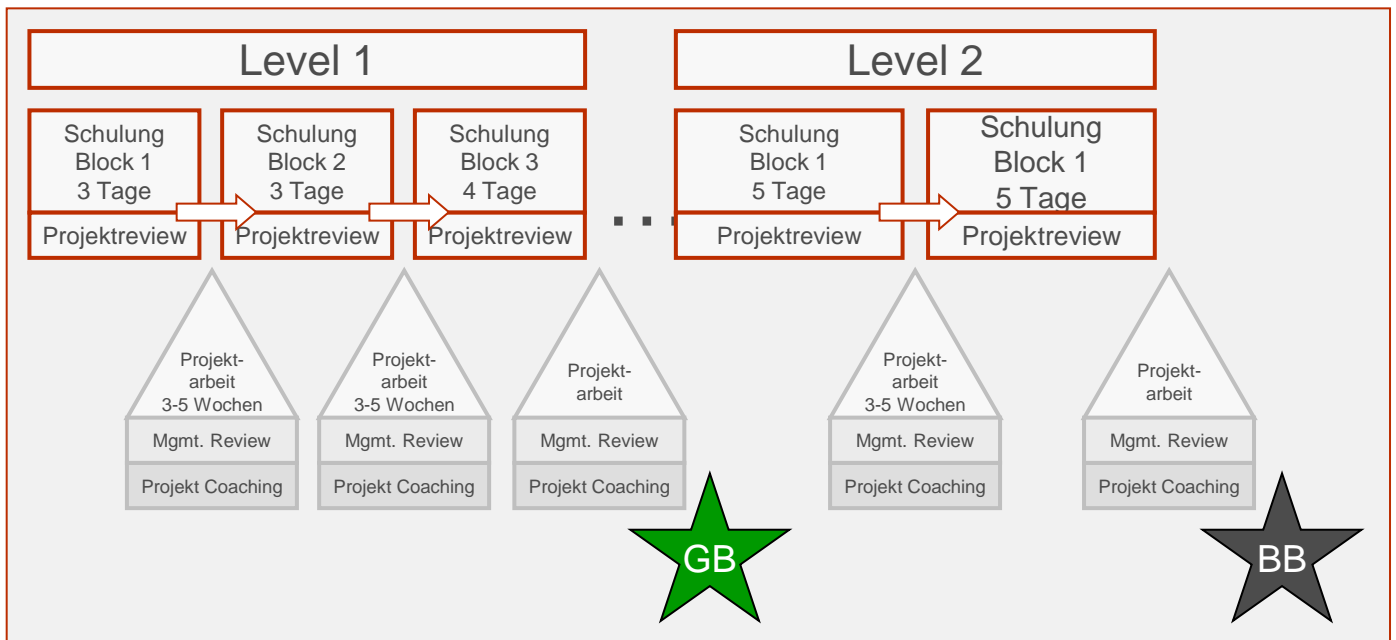 Level 1
Level 2
Schulung
Block 1
3 Tage
Projektreview
Schulung
Block 2
3 Tage
Projektreview
Schulung
Block 3
4 Tage
Projektreview
...
Schulung
Block 1
5 Tage
Projektreview
Schulung
Block 1
5 Tage
Projektreview
Projekt-
arbeit
3-5 Wochen
Mgmt. Review
Projekt Coaching
Projekt-
arbeit
3-5 Wochen
Mgmt. Review
Projekt Coaching
Projekt-
arbeit
Mgmt. Review
Projekt Coaching
Projekt-
arbeit
3-5 Wochen
Mgmt. Review
Projekt Coaching
Projekt-
arbeit
Mgmt. Review
Projekt Coaching
GB
BB